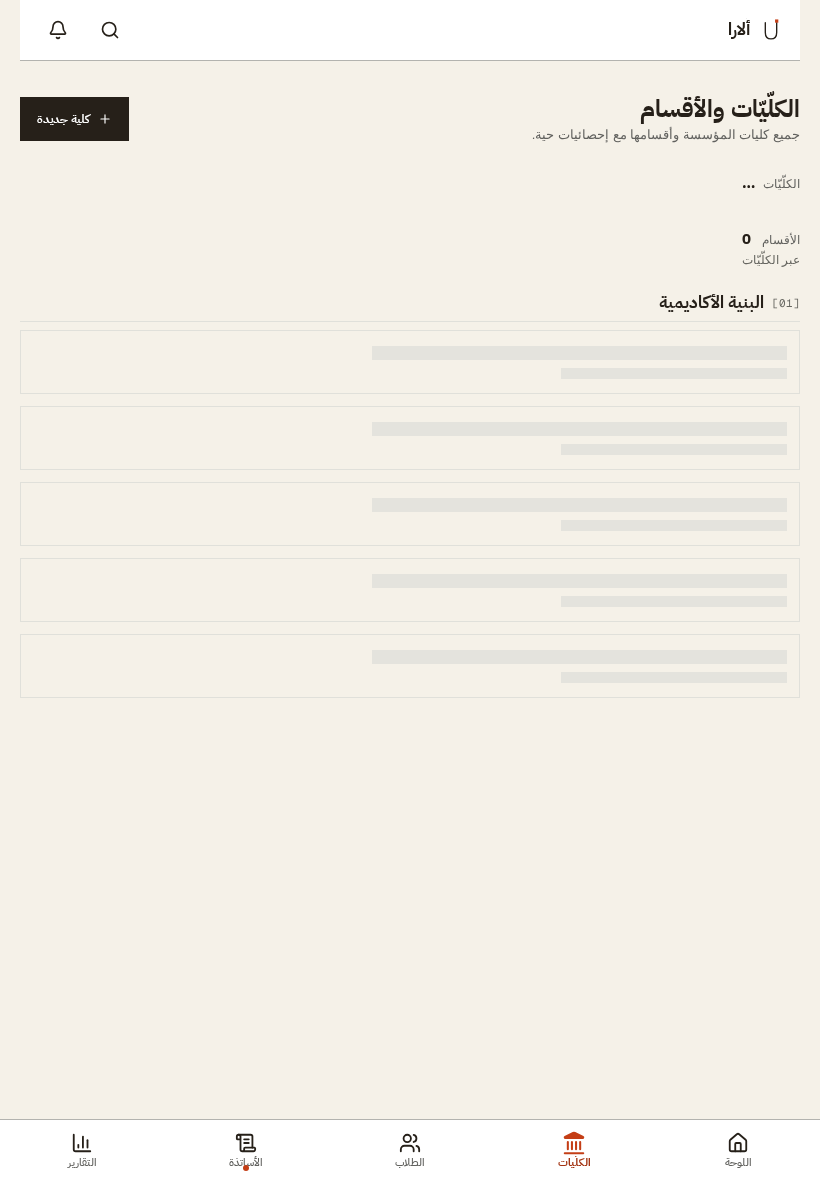 ألارا
الكلّيّات والأقسام
جميع كليات المؤسسة وأقسامها مع إحصائيات حية.
كلية جديدة
الكلّيّات ...
الأقسام 0
عبر الكلّيّات
[01] البنية الأكاديمية
اللوحة
الكليات
الطلاب
الأساتذة
التقارير